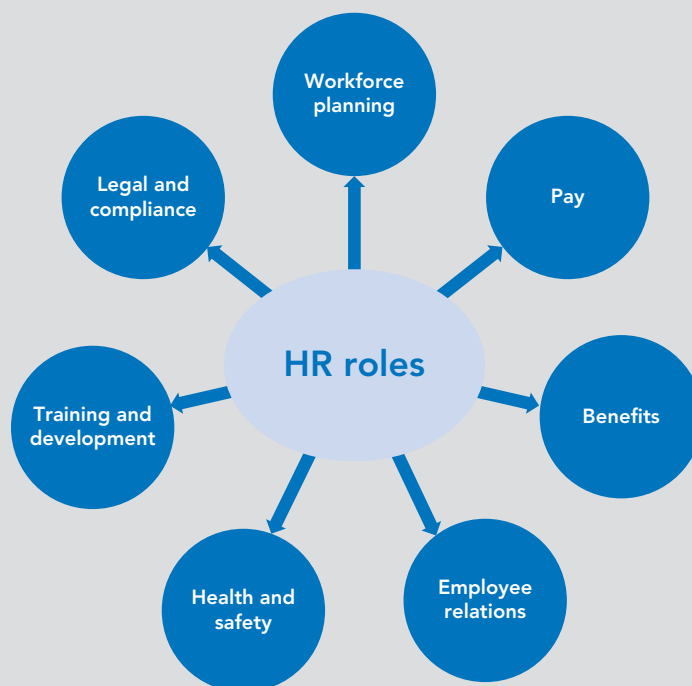 Workforce
planning
Legal and
compliance
Pay
HR roles
Training and
development
Benefits
Health and
safety
Employee
relations